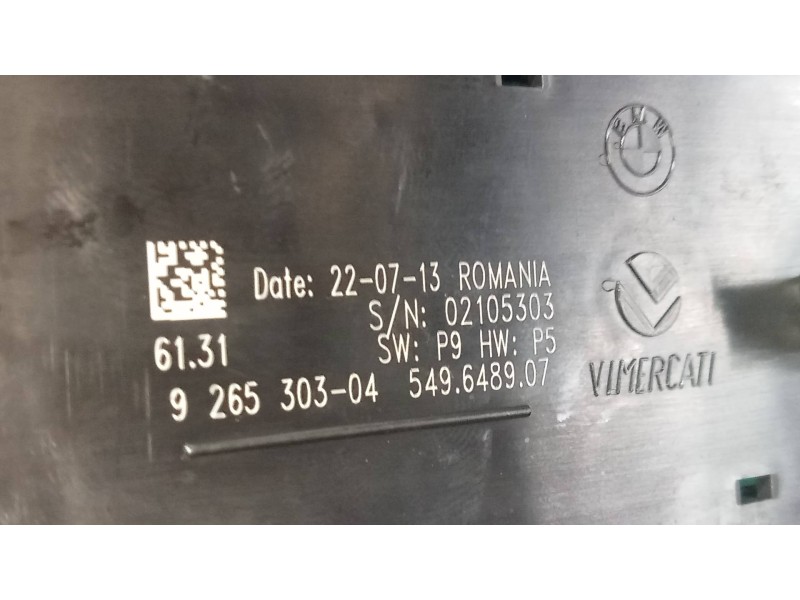 BMW
Date: 22-07-13 ROMANIA
S/N: 02105303
61.31 SW: P9 HW: P5
9 265 303-04 549.6489.07
VIMERCATI